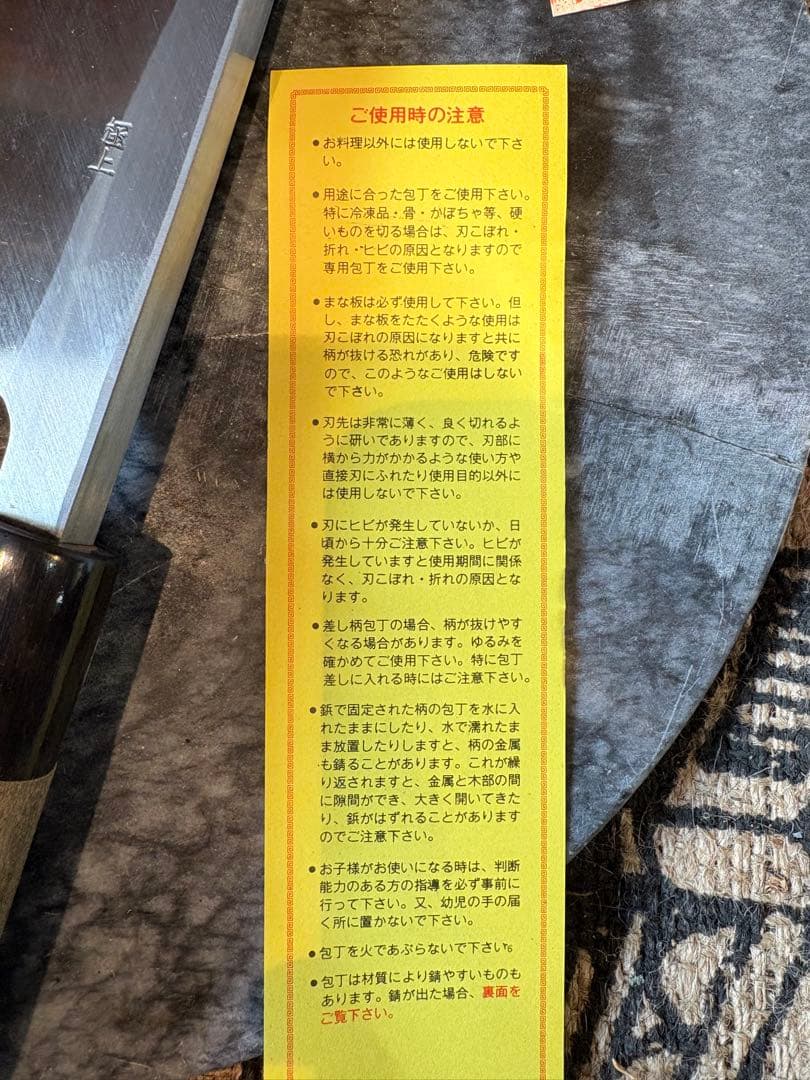 ご使用時の注意
●お料理以外には使用しないで下さ
い。
●用途に合った包丁をご使用下さい。
特に冷凍品・骨・かぼちゃ等、硬
いものを切る場合は、刃こぼれ・
折れ・ヒビの原因となりますので
専用包丁をご使用下さい。
●まな板は必ず使用して下さい。但
し、まな板をたたくような使用は
刃こぼれの原因になりますと共に
柄が抜ける恐れがあり、危険です
ので、このようなご使用はしない
で下さい。
●刃先は非常に薄く、良く切れるよ
うに研いでありますので、刃部に
横から力がかかるような使い方や
直接刃にふれたり使用目的以外に
は使用しないで下さい。
●刃にヒビが発生していないか、日
頃から十分ご注意下さい。ヒビが
発生していますと使用期間に関係
なく、刃こぼれ・折れの原因とな
ります。
●差し柄包丁の場合、柄が抜けやす
くなる場合があります。ゆるみを
確かめてご使用下さい。特に包丁
差しに入れる時にはご注意下さい。
●鋲で固定された柄の包丁を水に入
れたままにしたり、水で濡れたま
ま放置したりしますと、柄の金属
も錆ることがあります。これが繰
り返されますと、金属と木部の間
に隙間ができ、大きく開いてきた
り、鋲がはずれることがあります
のでご注意下さい。
●お子様がお使いになる時は、判断
能力のある方の指導を必ず事前に
行って下さい。又、幼児の手の届
く所に置かないで下さい。
●包丁を火であぶらないで下さい。
●包丁は材質により錆やすいものも
あります。錆が出た場合、裏面を
ご覧下さい。